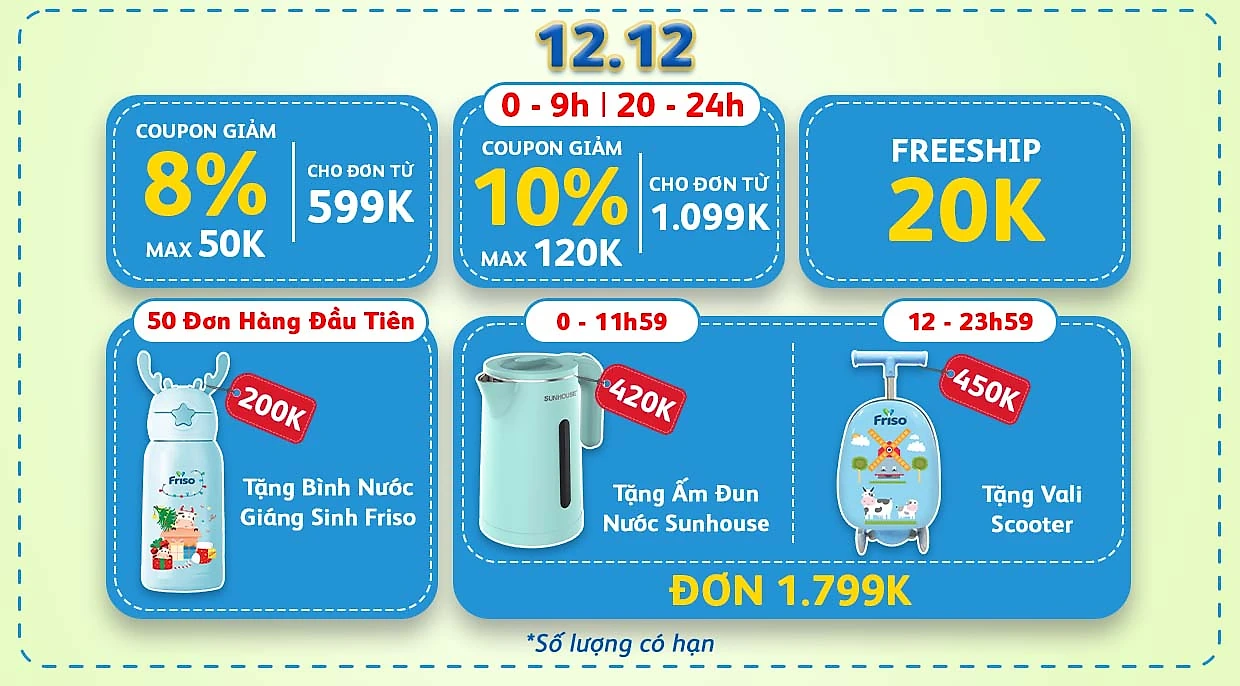 12.12
COUPON GIẢM
8%
MAX 50K
CHO ĐƠN TỪ
599K
0 - 9h | 20 - 24h
COUPON GIẢM
10%
MAX 120K
CHO ĐƠN TỪ
1.099K
FREESHIP
20K
50 Đơn Hàng Đầu Tiên
200K
Friso
Tặng Bình Nước
Giáng Sinh Friso
0 - 11h59
SUNHOUSE
420K
Tặng Ấm Đun
Nước Sunhouse
12 - 23h59
450K
Friso
Tặng Vali
Scooter
ĐƠN 1.799K
*Số lượng có hạn